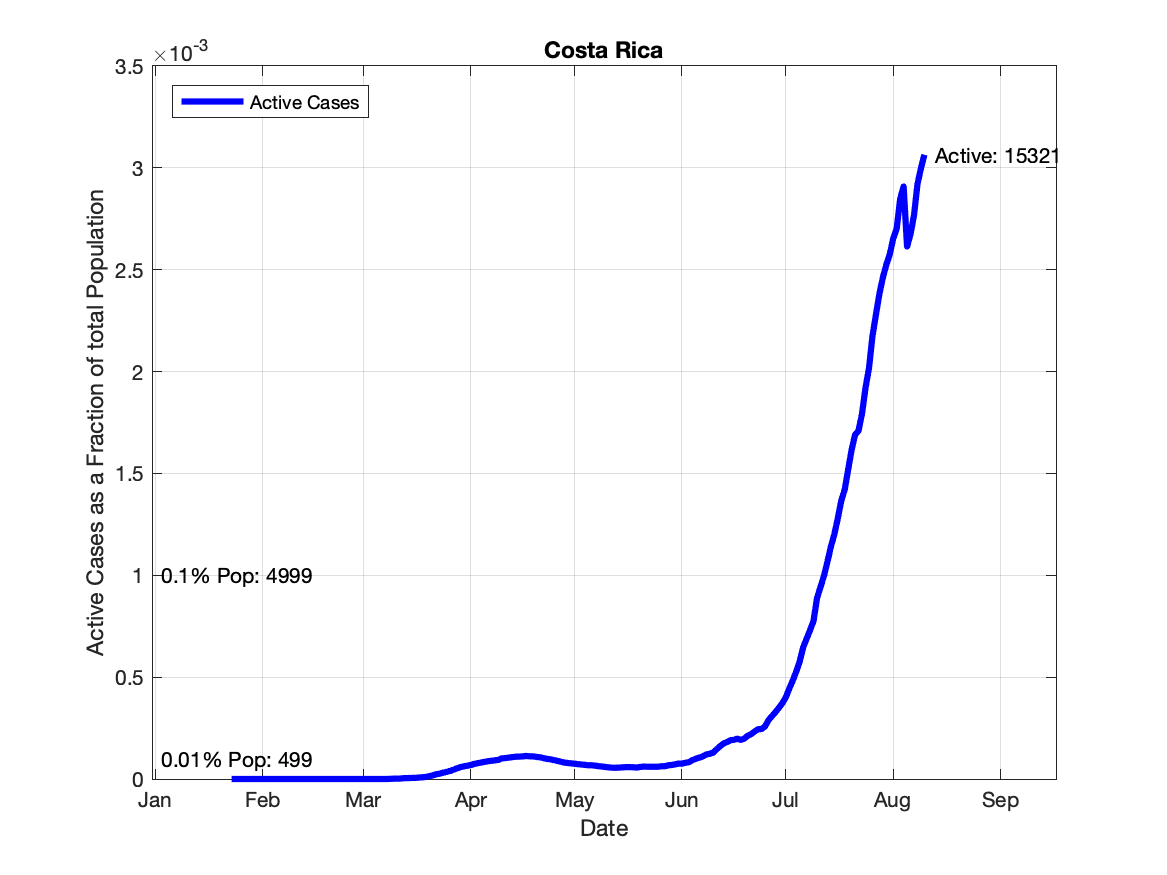 Costa Rica
×10-3
3.5
3
2.5
2
1.5
1
0.5
0
Active Cases as a Fraction of total Population
Active Cases
Active: 15321
0.1% Pop: 4999
0.01% Pop: 499
Jan Feb Mar Apr May Jun Jul Aug Sep
Date